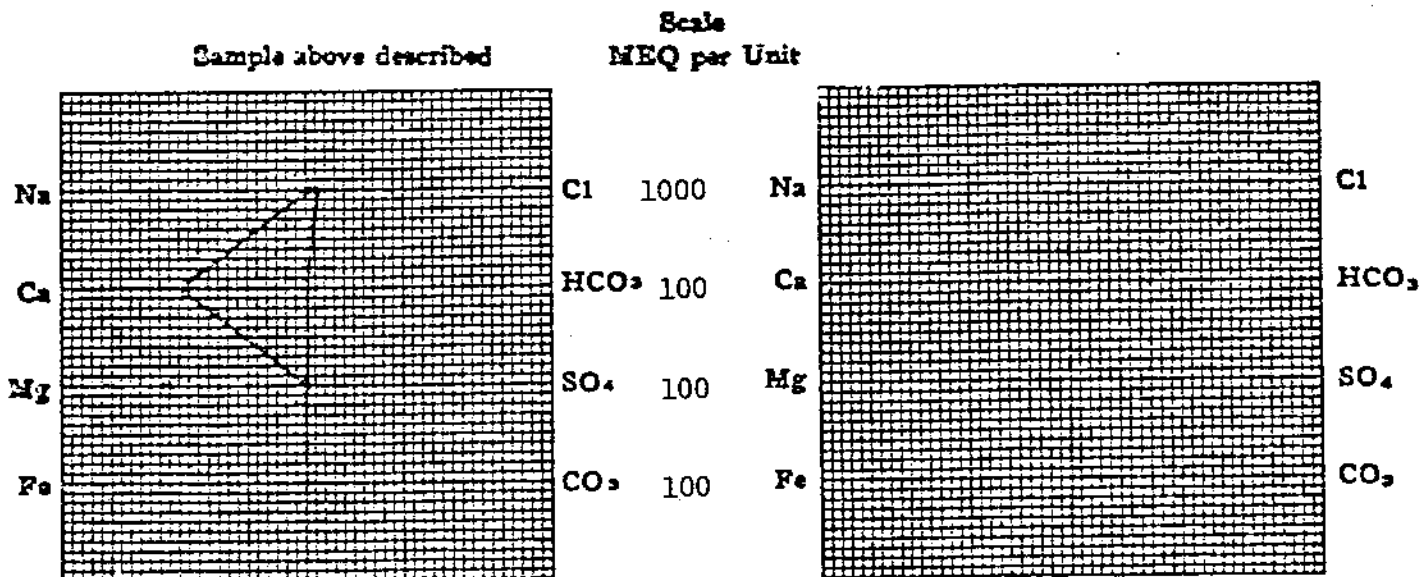 Scale
Sample above described MEQ per Unit
Na Cl 1000 Na Cl
Ca HCO₃ 100 Ca HCO₃
Mg SO₄ 100 Mg SO₄
Fe CO₃ 100 Fe CO₃